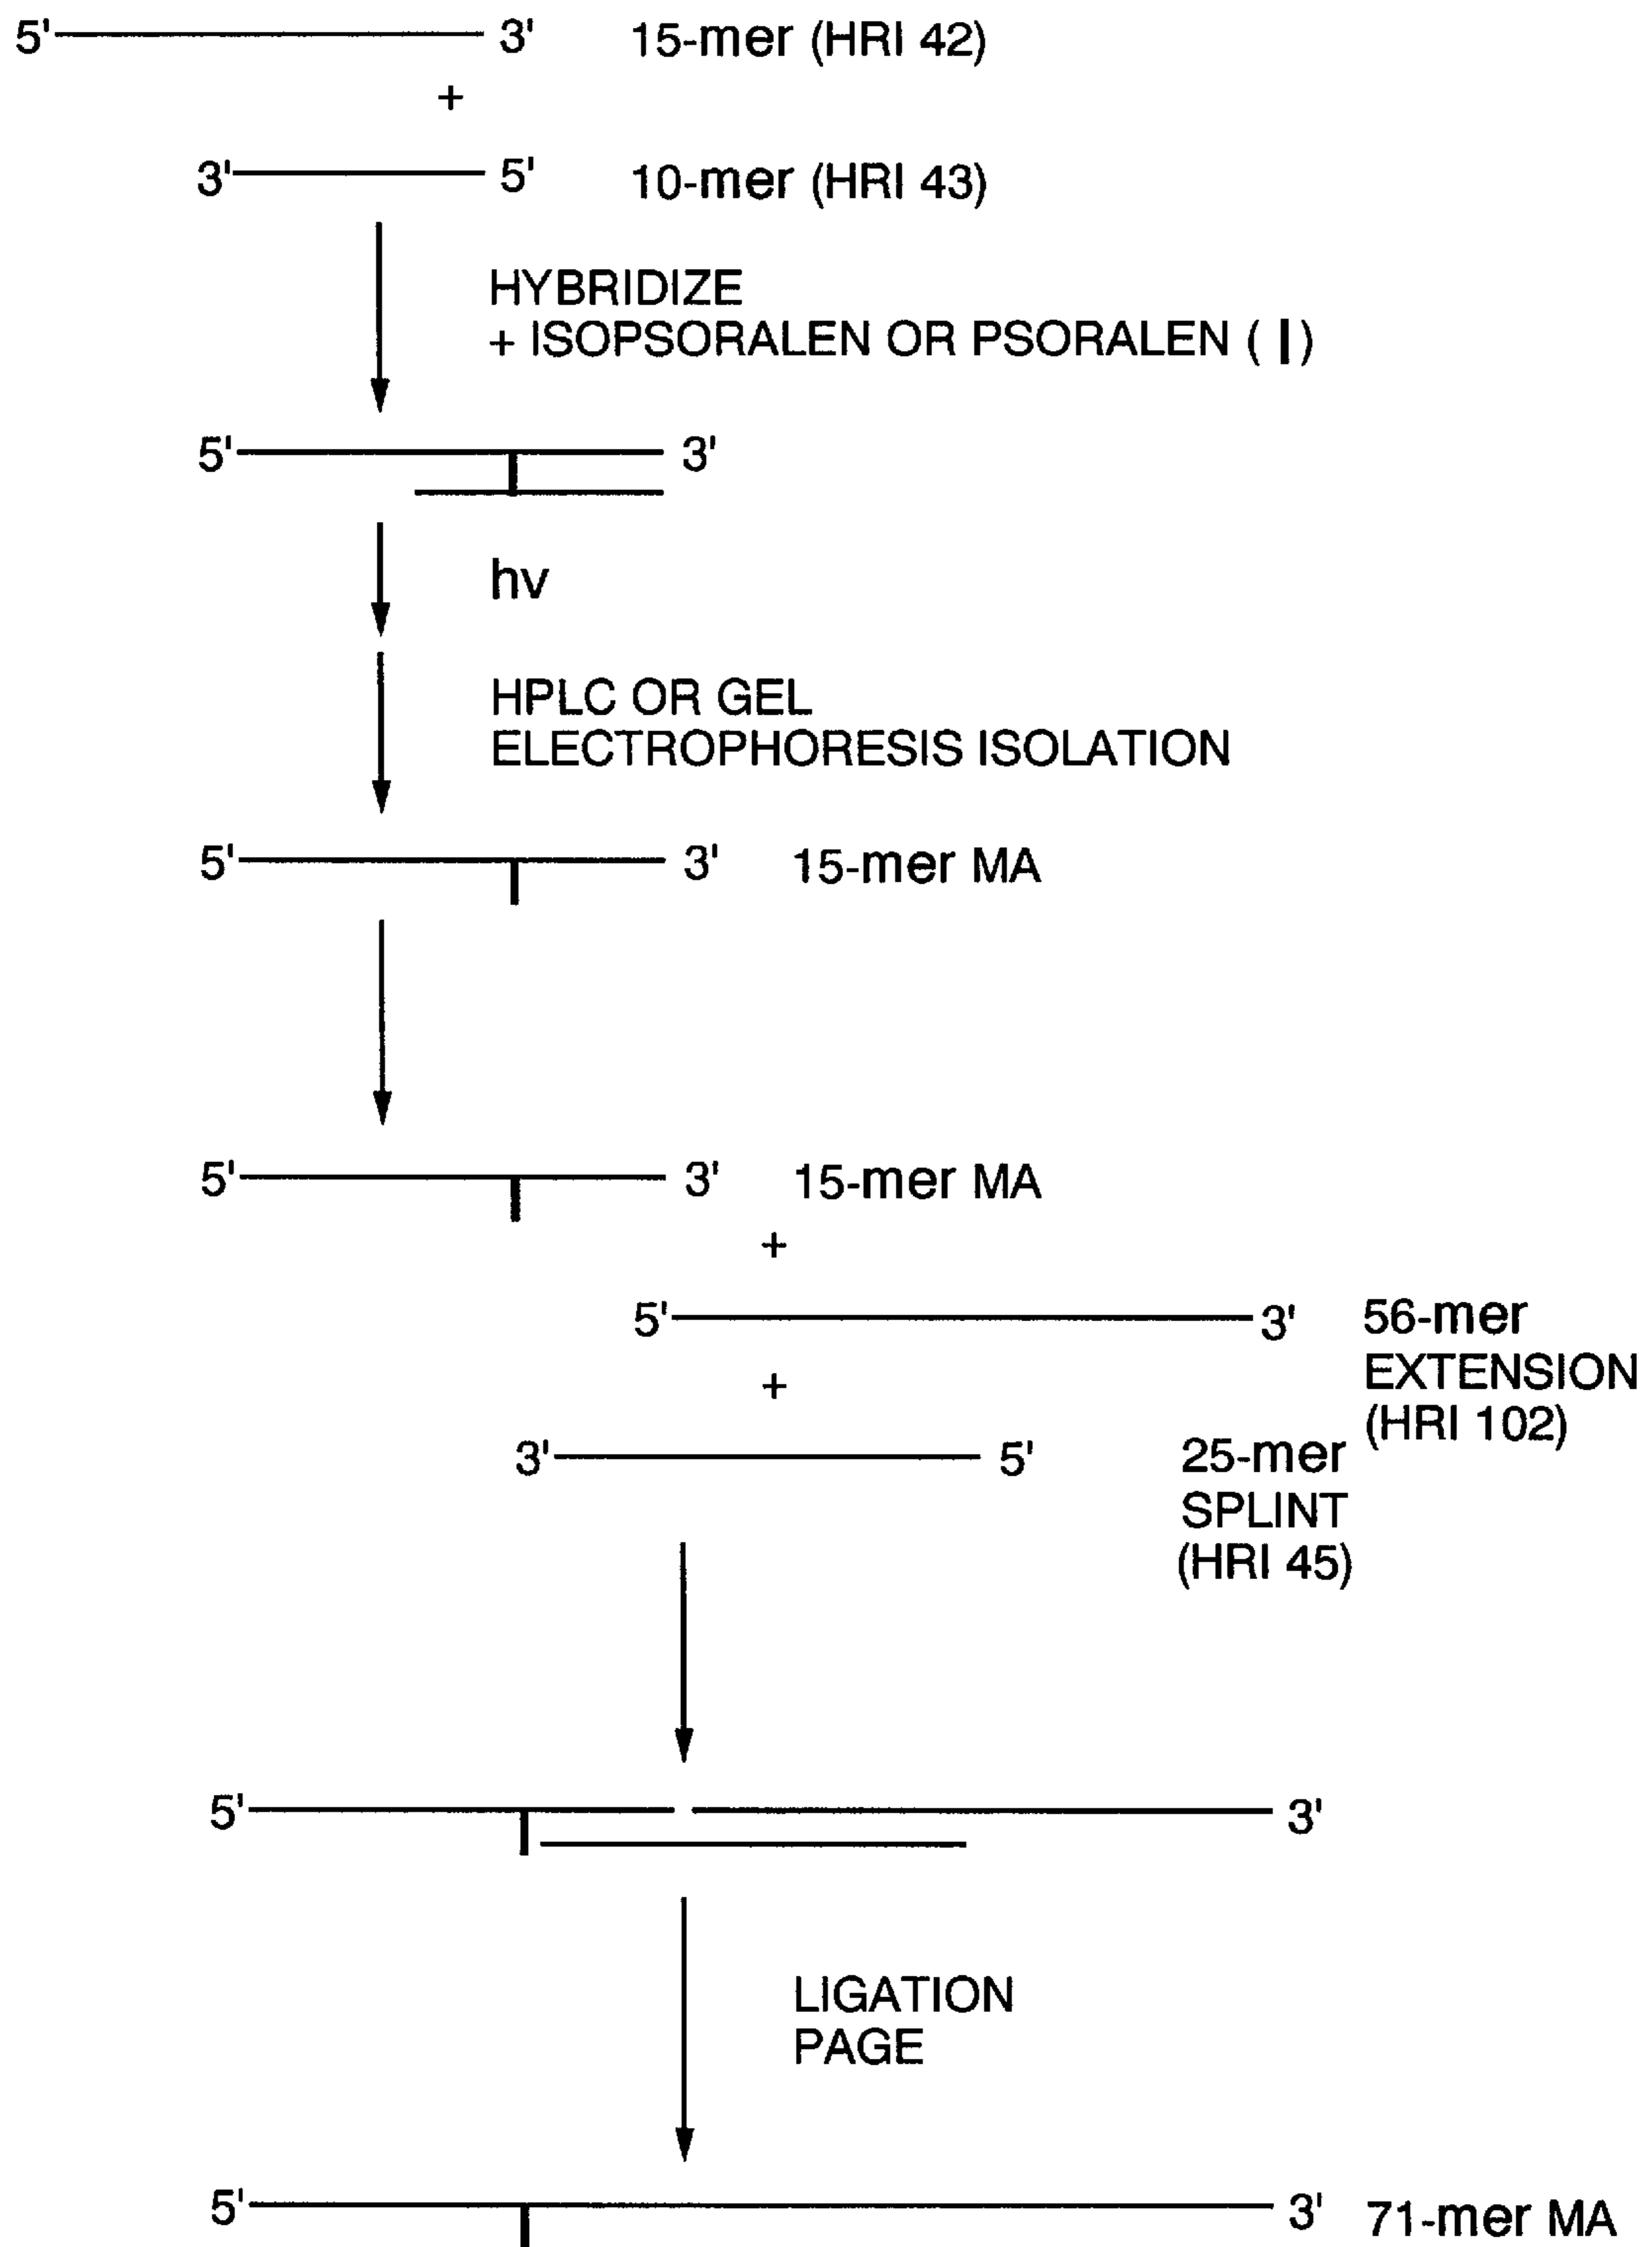 5' 3' 15-mer (HRI 42)
+
3' 5' 10-mer (HRI 43)
HYBRIDIZE
+ ISOPSORALEN OR PSORALEN ( | )
5' 3'
hν
HPLC OR GEL
ELECTROPHORESIS ISOLATION
5' 3' 15-mer MA
5' 3' 15-mer MA
+
5' 3' 56-mer
EXTENSION
(HRI 102)
+
3' 5' 25-mer
SPLINT
(HRI 45)
5' 3'
LIGATION
PAGE
5' 3' 71-mer MA